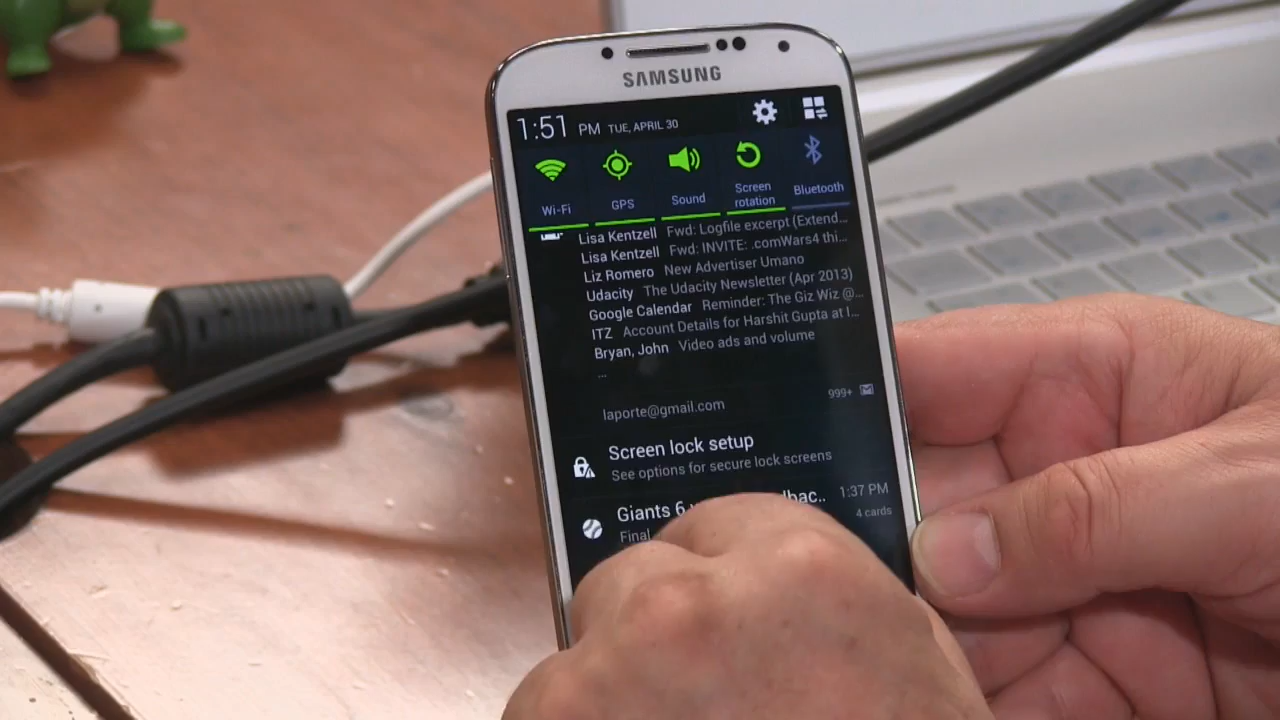 SAMSUNG
1:51 PM TUE, APRIL 30
Wi-Fi
GPS
Sound
Screen rotation
Bluetooth
Lisa Kentzell Fwd: Logfile excerpt (Extend...
Lisa Kentzell Fwd: INVITE: .comWars4 thi...
Liz Romero New Advertiser Umano
Udacity The Udacity Newsletter (Apr 2013)
Google Calendar Reminder: The Giz Wiz @...
ITZ Account Details for Harshit Gupta at I...
Bryan, John Video ads and volume
...
laporte@gmail.com 999+
Screen lock setup
See options for secure lock screens
Giants 6 1:37 PM
Final 4 cards